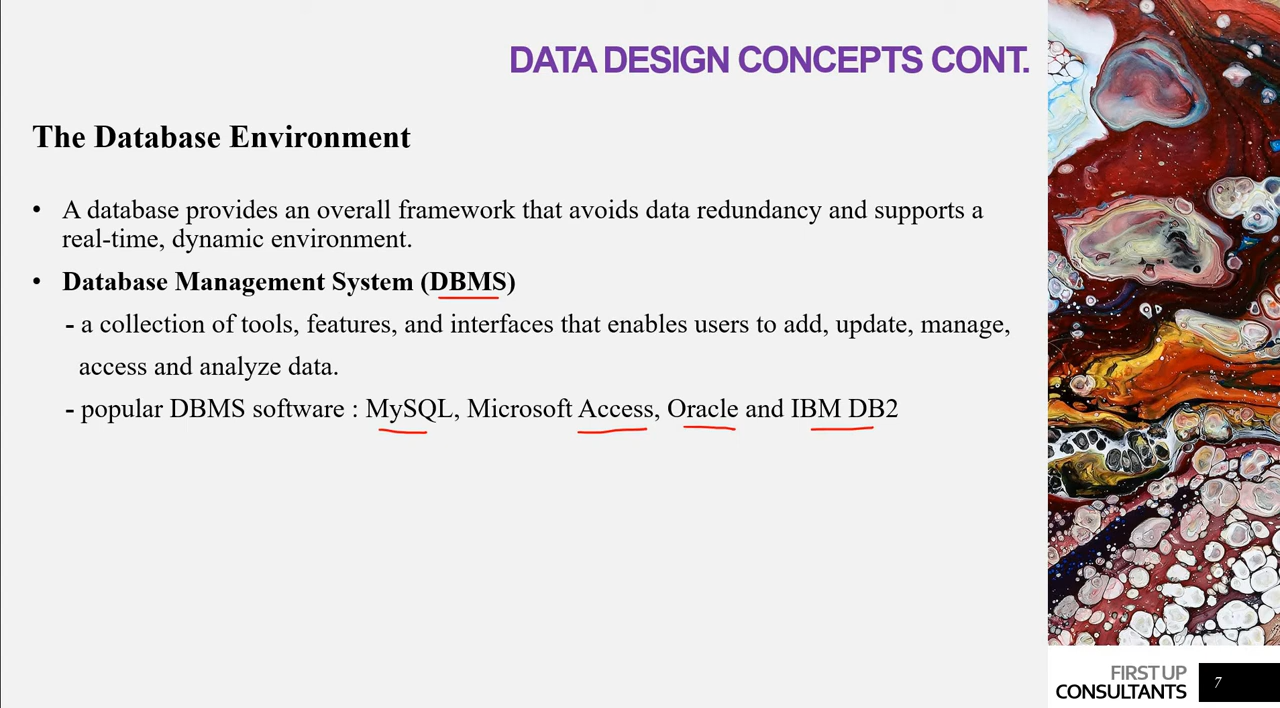 DATA DESIGN CONCEPTS CONT.
The Database Environment
• A database provides an overall framework that avoids data redundancy and supports a
real-time, dynamic environment.
• Database Management System (DBMS)
- a collection of tools, features, and interfaces that enables users to add, update, manage,
access and analyze data.
- popular DBMS software : MySQL, Microsoft Access, Oracle and IBM DB2
FIRST UP
CONSULTANTS
7